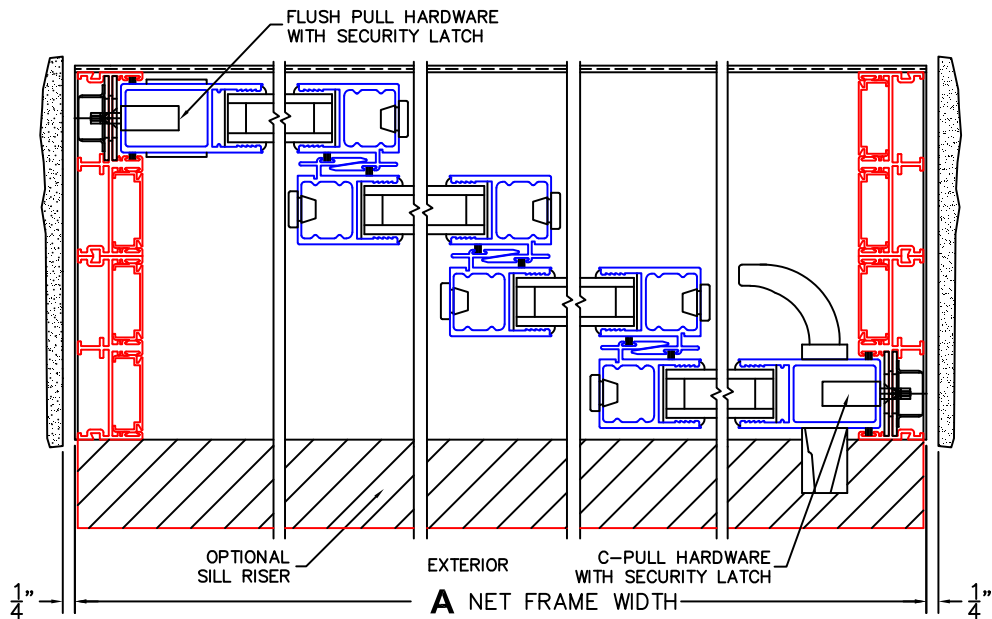 FLUSH PULL HARDWARE
WITH SECURITY LATCH
OPTIONAL
SILL RISER
EXTERIOR
C-PULL HARDWARE
WITH SECURITY LATCH
1/4"
A NET FRAME WIDTH
1/4"